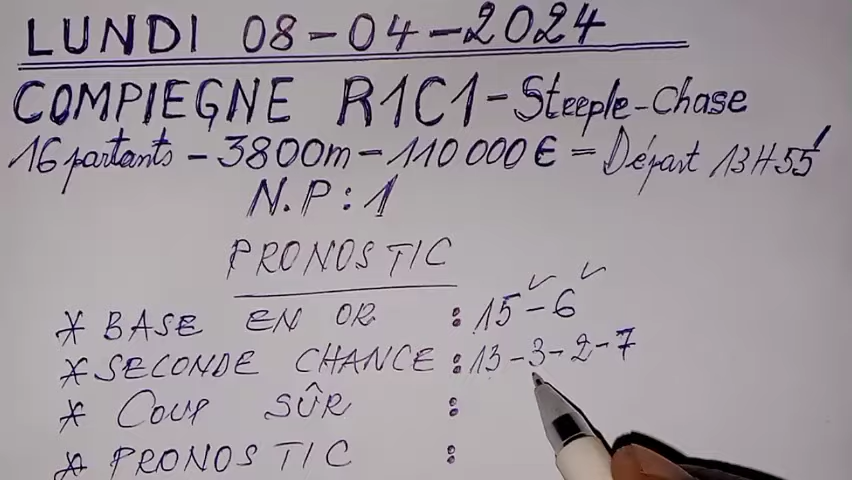 LUNDI 08-04-2024
COMPIEGNE R1C1-Steeple-Chase
16 partants - 3800m - 110 000 € = Départ 13H55'
N.P : 1
PRONOSTIC
* BASE EN OR : 15 - 6
* SECONDE CHANCE : 13 - 3 - 2 - 7
* COUP SÛR :
* PRONOSTIC :